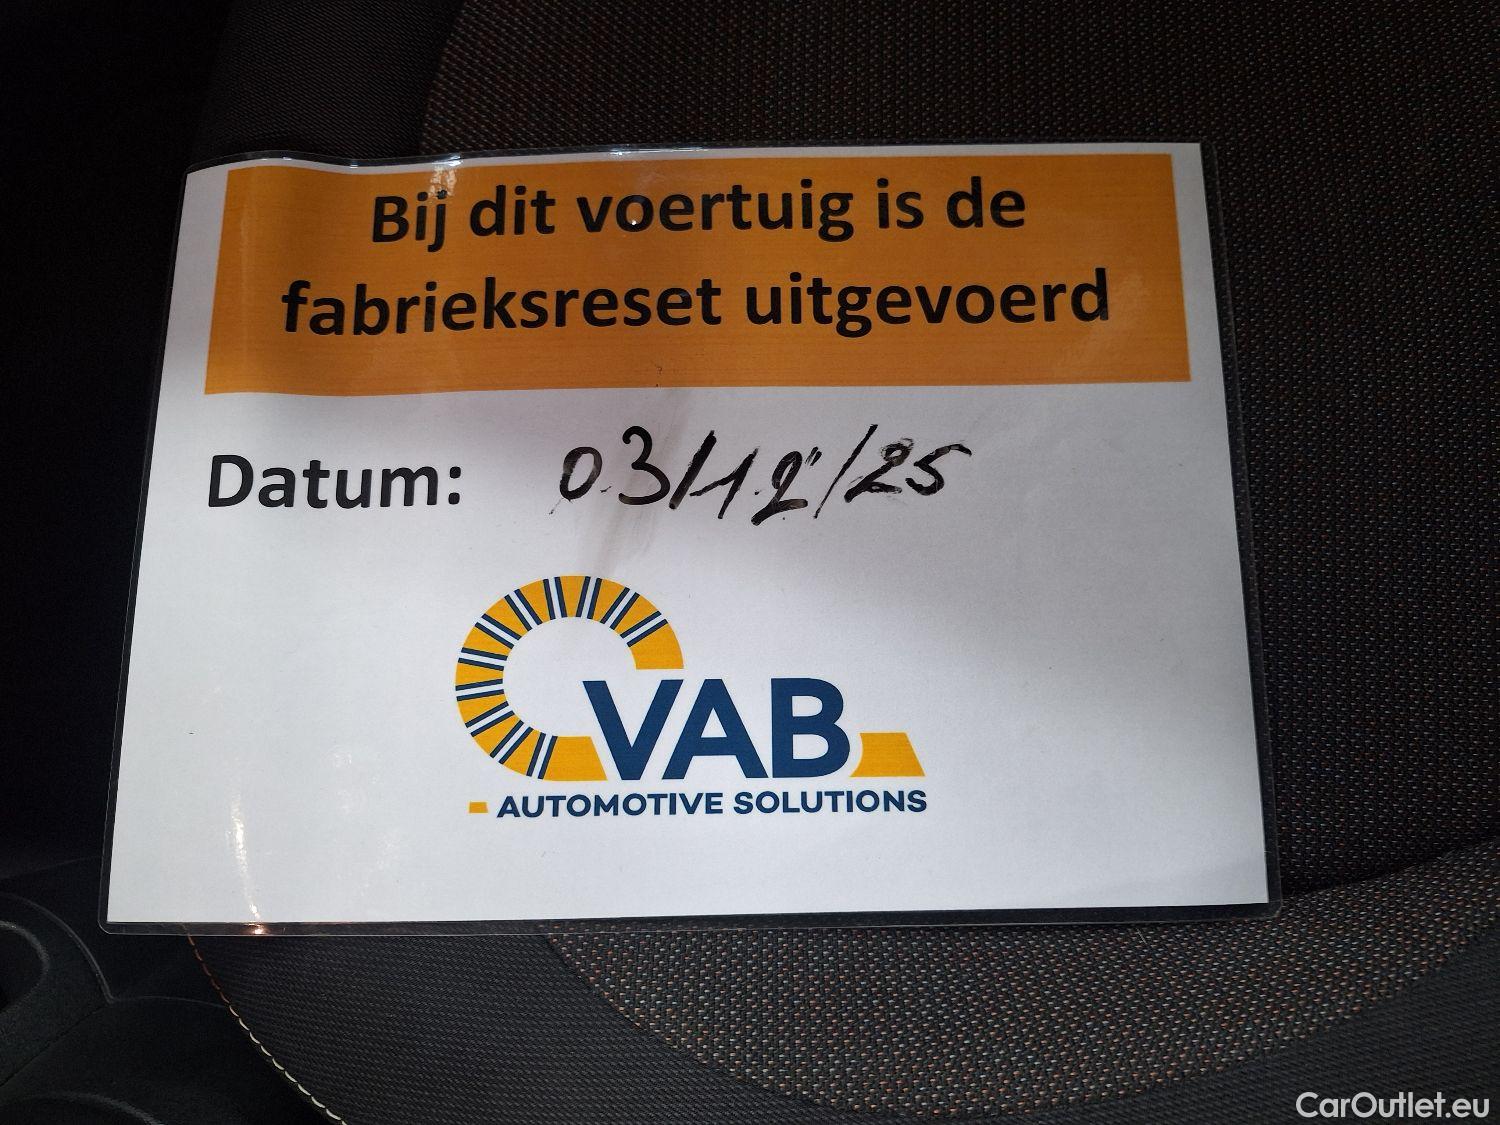 Bij dit voertuig is de
fabrieksreset uitgevoerd
Datum: 03/12/25
VAB
AUTOMOTIVE SOLUTIONS
CarOutlet.eu